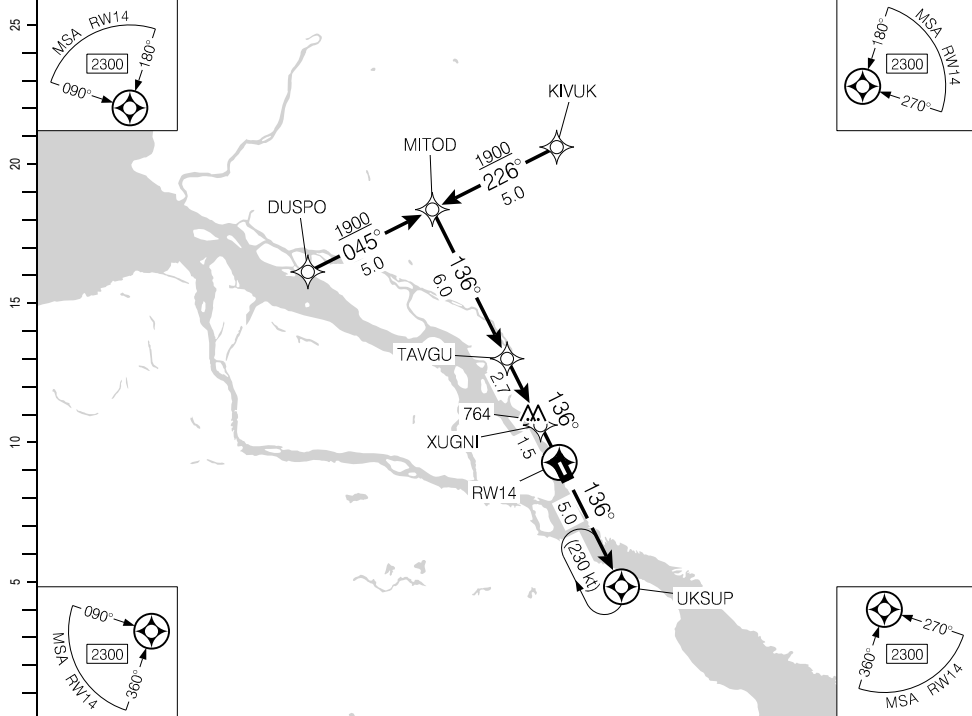 25
20
15
10
5
MSA RW14
2300
180°
090°
MSA RW14
2300
180°
270°
KIVUK
MITOD
1900
226°
5.0
DUSPO
1900
045°
5.0
136°
6.0
TAVGU
2.7
764
136°
XUGNI
1.5
RW14
136°
5.0
(230 kt)
UKSUP
090°
2300
360°
MSA RW14
270°
2300
360°
MSA RW14